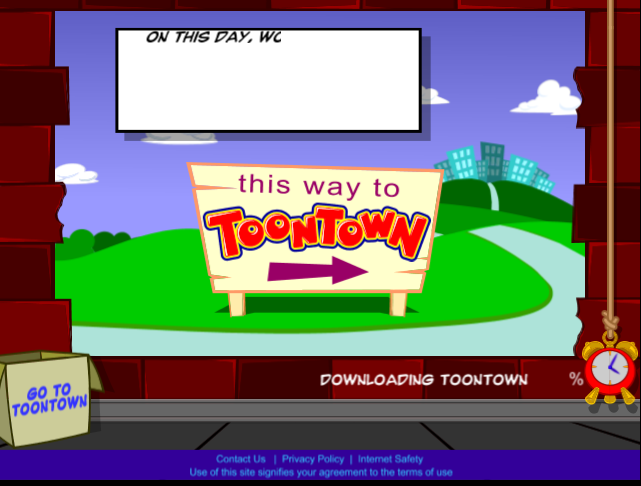 ON THIS DAY, WO
this way to
TOONTOWN
DOWNLOADING TOONTOWN %
GO TO
TOONTOWN
Contact Us | Privacy Policy | Internet Safety
Use of this site signifies your agreement to the terms of use